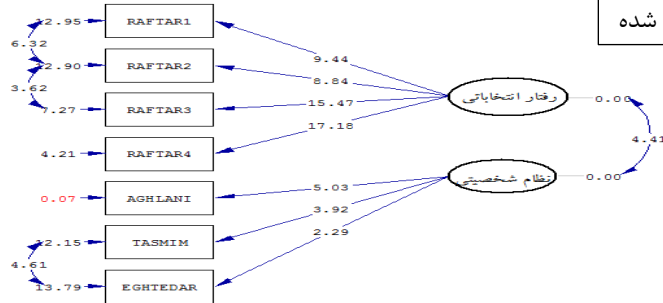 شده
12.95 RAFTAR1
6.32
9.44
12.90 RAFTAR2
8.84
3.62
رفتار انتخاباتی 0.00
7.27 RAFTAR3
15.47
17.18
4.41
4.21 RAFTAR4
نظام شخصیتی 0.00
5.03
0.07 AGHLANI
3.92
2.29
12.15 TASMIM
4.61
13.79 EGHTEDAR